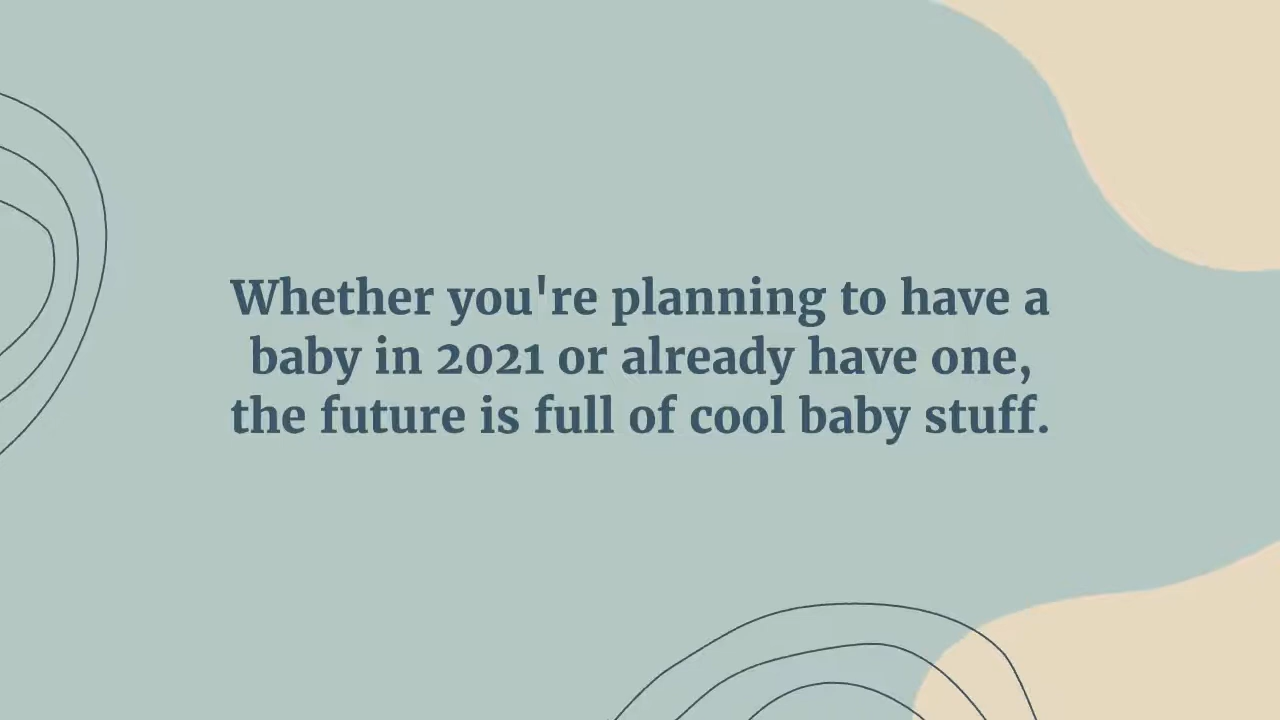 Whether you're planning to have a
baby in 2021 or already have one,
the future is full of cool baby stuff.